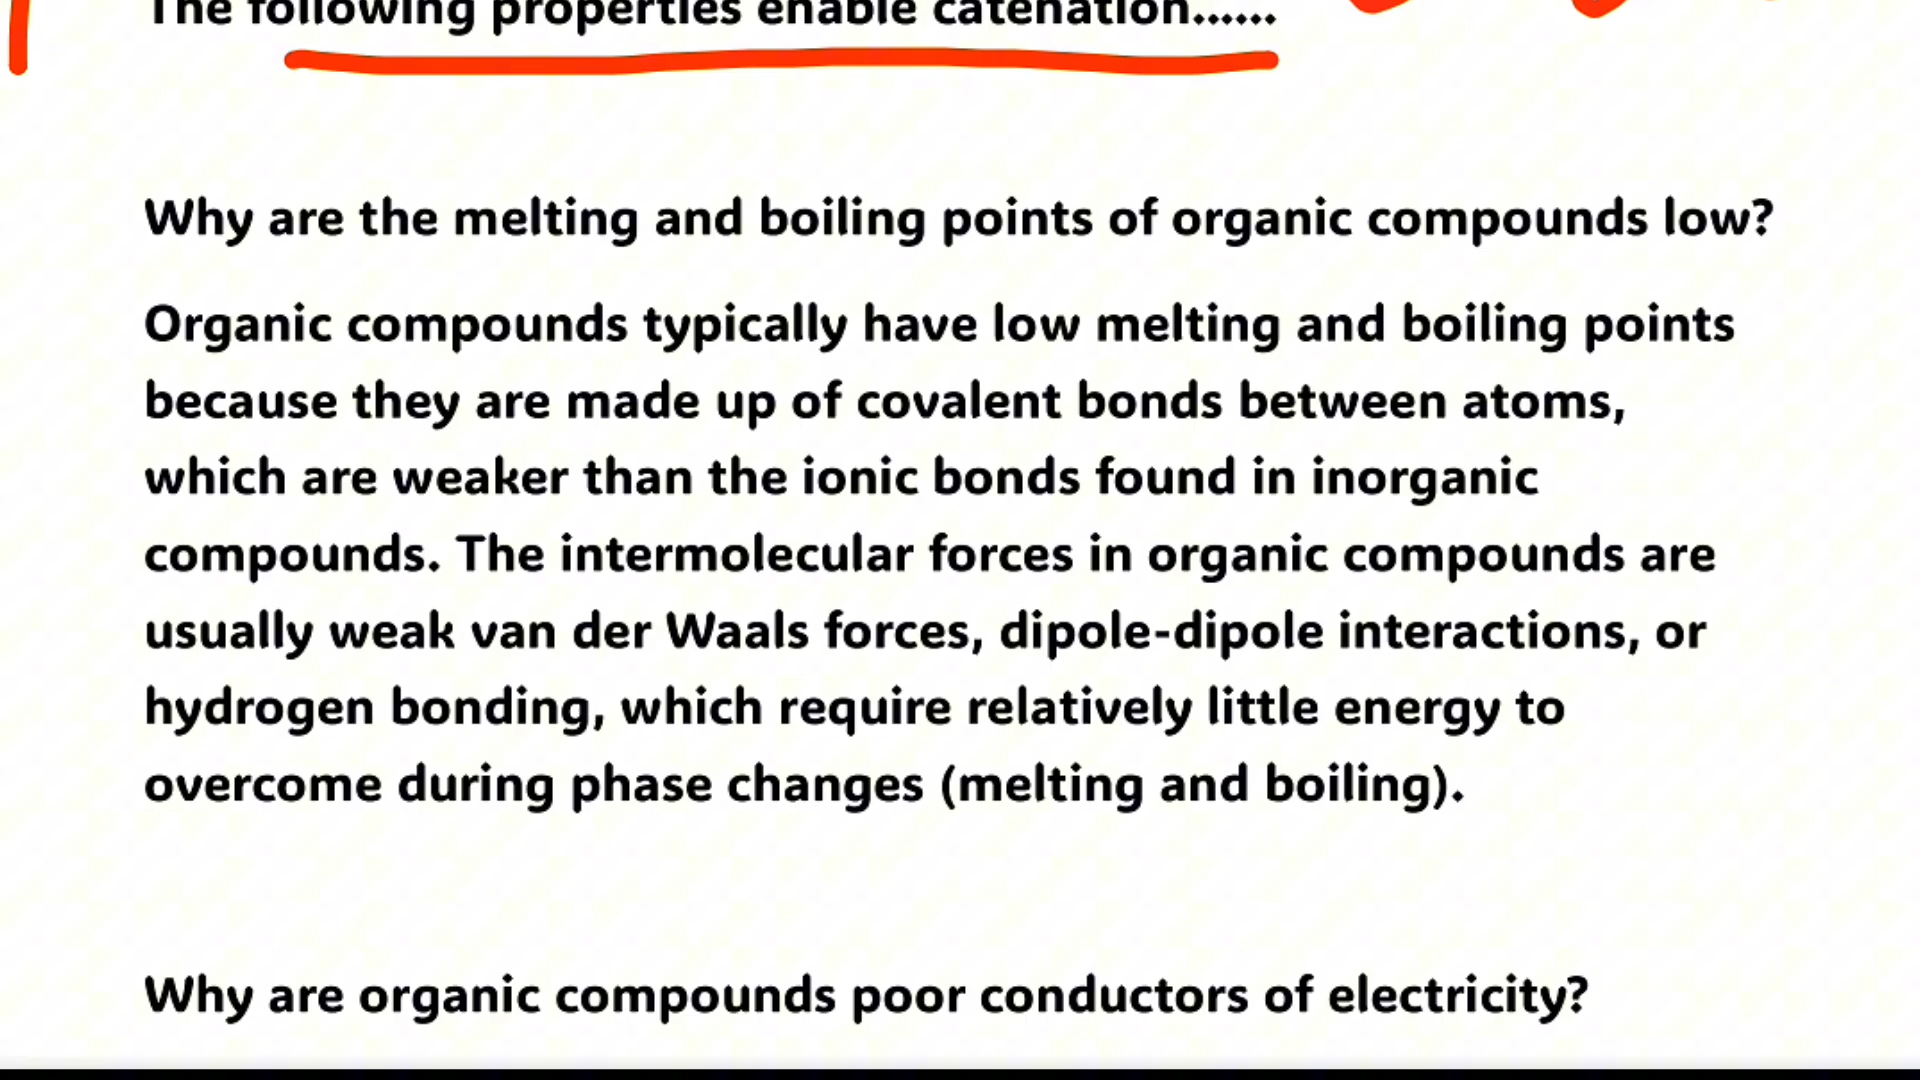 The following properties enable catenation......
Why are the melting and boiling points of organic compounds low?
Organic compounds typically have low melting and boiling points
because they are made up of covalent bonds between atoms,
which are weaker than the ionic bonds found in inorganic
compounds. The intermolecular forces in organic compounds are
usually weak van der Waals forces, dipole-dipole interactions, or
hydrogen bonding, which require relatively little energy to
overcome during phase changes (melting and boiling).
Why are organic compounds poor conductors of electricity?